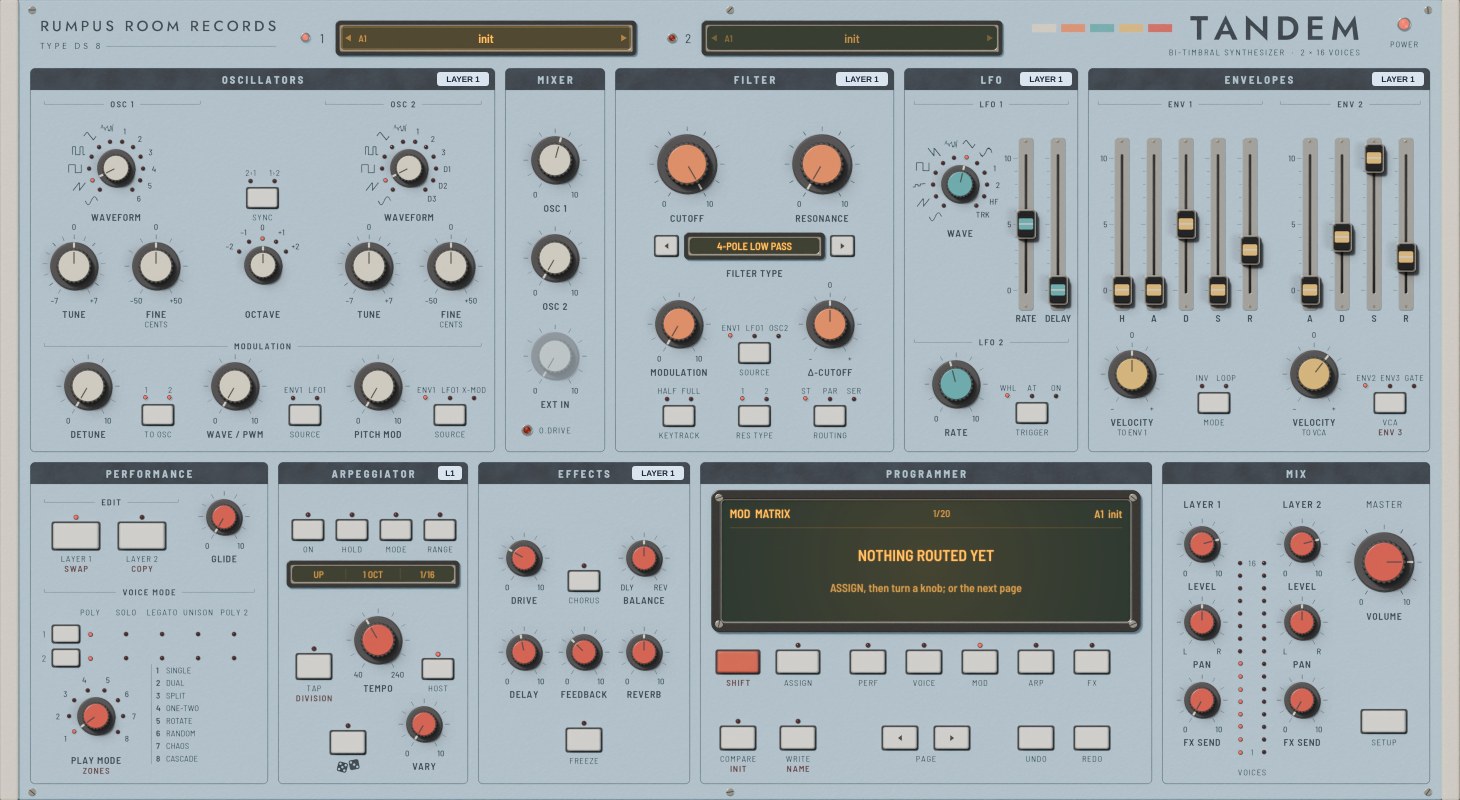 RUMPUS ROOM RECORDS
TYPE DS 8
1 A1 init
2 A1 init
TANDEM
BI-TIMBRAL SYNTHESIZER · 2 × 16 VOICES
POWER
OSCILLATORS LAYER 1
OSC 1 OSC 2
1 2 3 4 5 6
WAVEFORM
2-1 1-2
SYNC
1 2 3 D1 D2 D3
WAVEFORM
0 -7 +7
TUNE
0 -50 +50
FINE
CENTS
-2 -1 0 +1 +2
OCTAVE
0 -7 +7
TUNE
0 -50 +50
FINE
CENTS
MODULATION
0 10
DETUNE
1 2
TO OSC
0 10
WAVE / PWM
ENV1 LFO1
SOURCE
0 10
PITCH MOD
ENV1 LFO1 X-MOD
SOURCE
MIXER
0 10
OSC 1
0 10
OSC 2
0 10
EXT IN
O.DRIVE
FILTER LAYER 1
0 10
CUTOFF
0 10
RESONANCE
4-POLE LOW PASS
FILTER TYPE
0 10
MODULATION
ENV1 LFO1 OSC2
SOURCE
0 - +
Δ-CUTOFF
HALF FULL
KEYTRACK
1 2
RES TYPE
ST PAR SER
ROUTING
LFO LAYER 1
LFO 1
1 2 HF TRK
WAVE
10 5 0
RATE DELAY
LFO 2
0 10
RATE
WHL AT ON
TRIGGER
ENVELOPES LAYER 1
ENV 1 ENV 2
10 5 0
H A D S R
10 5 0
A D S R
0 - +
VELOCITY
TO ENV 1
INV LOOP
MODE
- +
VELOCITY
TO VCA
ENV2 ENV3 GATE
VCA
ENV 3
PERFORMANCE
EDIT
LAYER 1
SWAP
LAYER 2
COPY
0 10
GLIDE
VOICE MODE
POLY SOLO LEGATO UNISON POLY 2
1
2
1 2 3 4 5 6 7 8
PLAY MODE
ZONES
1 SINGLE
2 DUAL
3 SPLIT
4 ONE-TWO
5 ROTATE
6 RANDOM
7 CHAOS
8 CASCADE
ARPEGGIATOR L1
ON HOLD MODE RANGE
UP 1 OCT 1/16
TAP
DIVISION
40 240
TEMPO
HOST
0 10
VARY
EFFECTS LAYER 1
0 10
DRIVE
CHORUS
DLY REV
BALANCE
0 10
DELAY
0 10
FEEDBACK
0 10
REVERB
FREEZE
PROGRAMMER
MOD MATRIX 1/20 A1 init
NOTHING ROUTED YET
ASSIGN, then turn a knob; or the next page
SHIFT ASSIGN PERF VOICE MOD ARP FX
COMPARE
INIT
WRITE
NAME
PAGE
UNDO REDO
MIX
LAYER 1 LAYER 2 MASTER
0 10
LEVEL
0 10
LEVEL
0 10
VOLUME
L R
PAN
L R
PAN
0 10
FX SEND
0 10
FX SEND
16
1
VOICES
SETUP